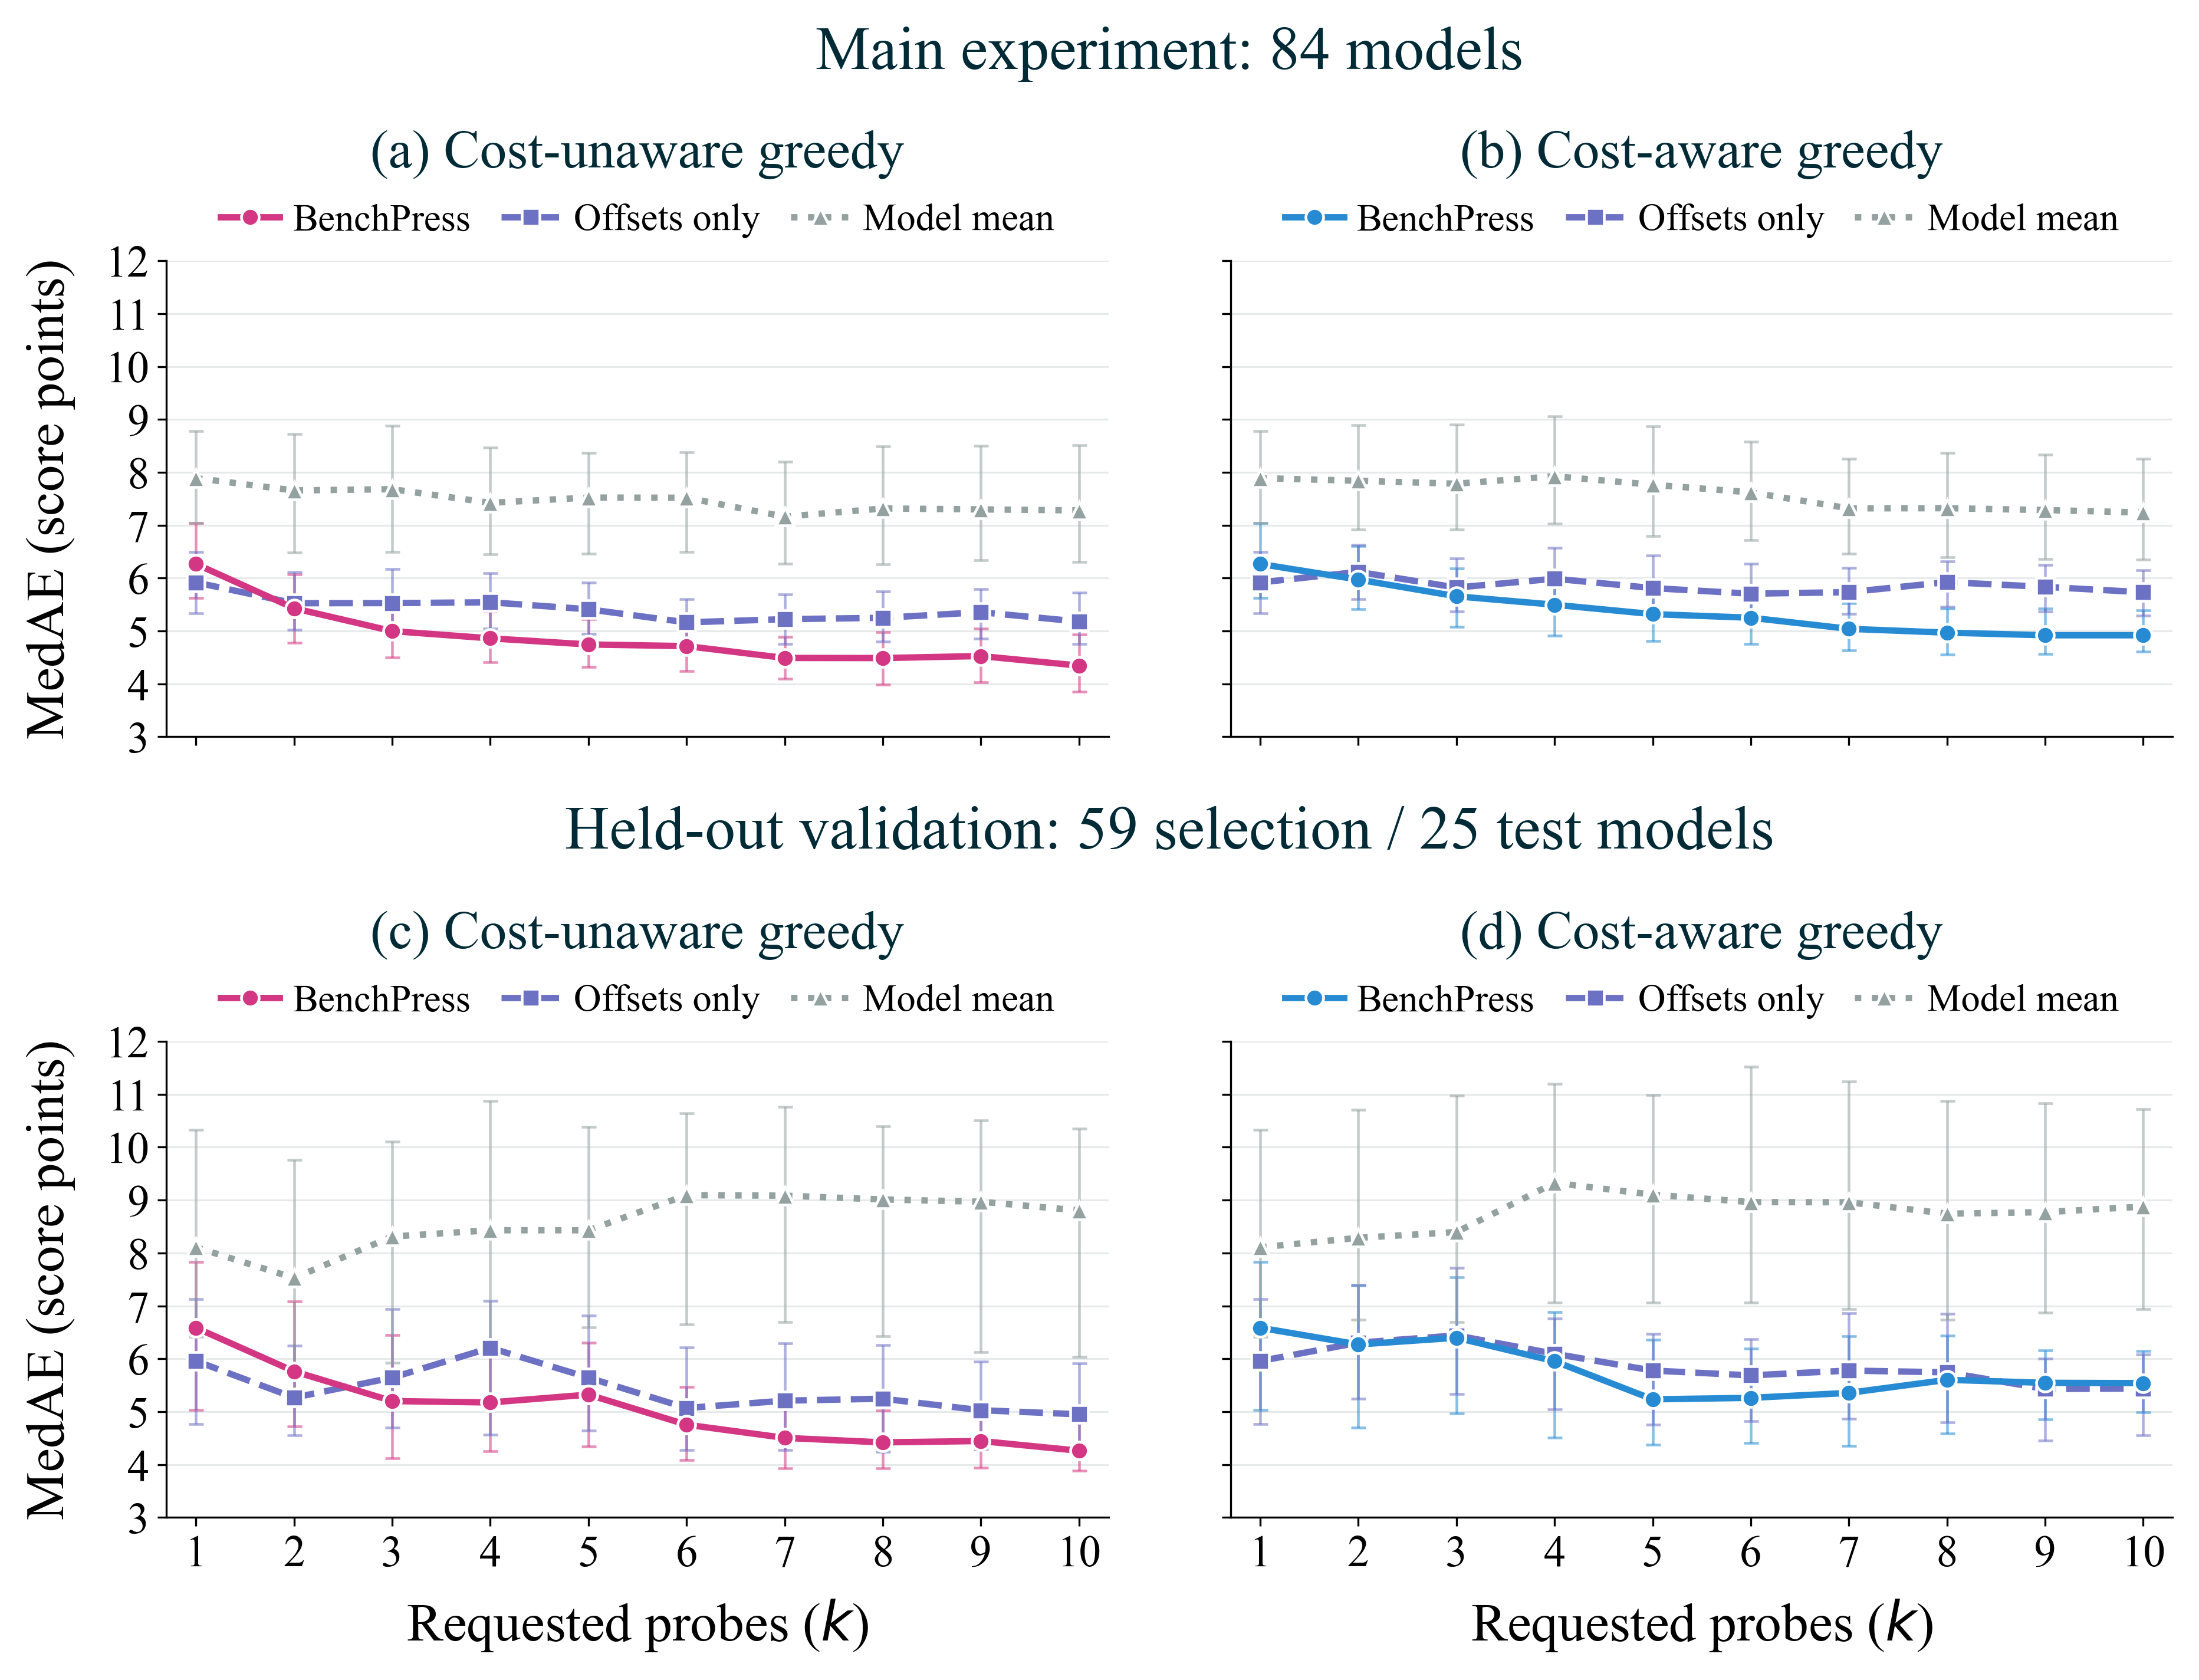 Main experiment: 84 models
(a) Cost-unaware greedy
BenchPress Offsets only Model mean
MedAE (score points)
12
11
10
9
8
7
6
5
4
3
(b) Cost-aware greedy
BenchPress Offsets only Model mean
Held-out validation: 59 selection / 25 test models
(c) Cost-unaware greedy
BenchPress Offsets only Model mean
MedAE (score points)
12
11
10
9
8
7
6
5
4
3
1 2 3 4 5 6 7 8 9 10
Requested probes (k)
(d) Cost-aware greedy
BenchPress Offsets only Model mean
1 2 3 4 5 6 7 8 9 10
Requested probes (k)